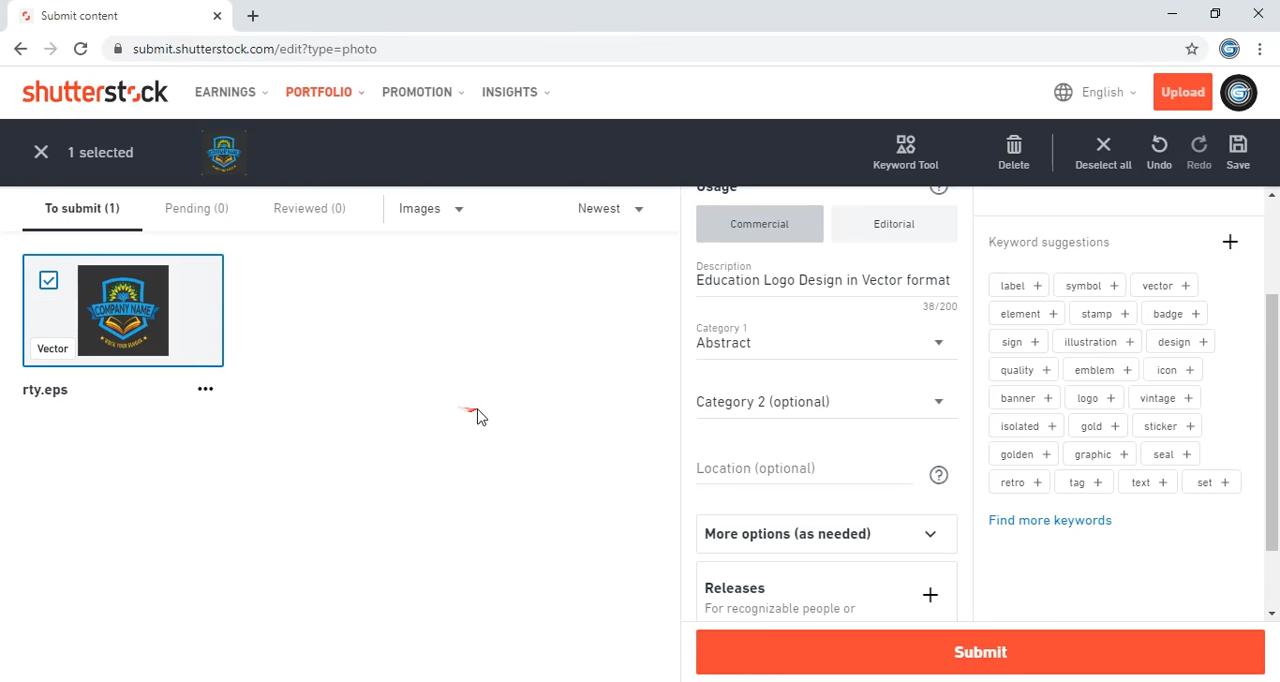 Submit content
submit.shutterstock.com/edit?type=photo
shutterstock EARNINGS PORTFOLIO PROMOTION INSIGHTS English Upload
1 selected Keyword Tool Delete Deselect all Undo Redo Save
To submit (1) Pending (0) Reviewed (0) Images Newest
COMPANY NAME
Vector
rty.eps
Usage
Commercial Editorial
Description
Education Logo Design in Vector format
38/200
Category 1
Abstract
Category 2 (optional)
Location (optional)
More options (as needed)
Releases
For recognizable people or
Keyword suggestions
label + symbol + vector +
element + stamp + badge +
sign + illustration + design +
quality + emblem + icon +
banner + logo + vintage +
isolated + gold + sticker +
golden + graphic + seal +
retro + tag + text + set +
Find more keywords
Submit